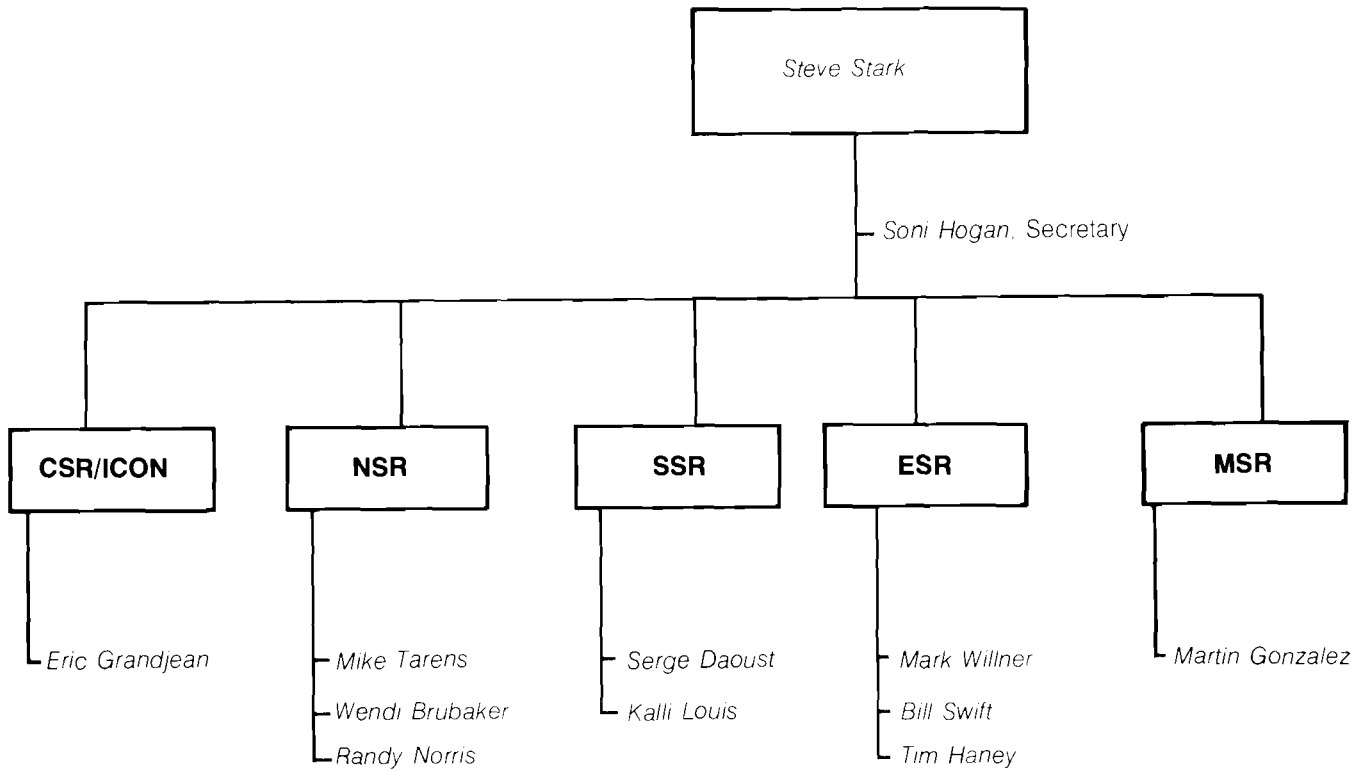 Steve Stark
Soni Hogan, Secretary
CSR/ICON
NSR
SSR
ESR
MSR
Eric Grandjean
Mike Tarens
Wendi Brubaker
Randy Norris
Serge Daoust
Kalli Louis
Mark Willner
Bill Swift
Tim Haney
Martin Gonzalez